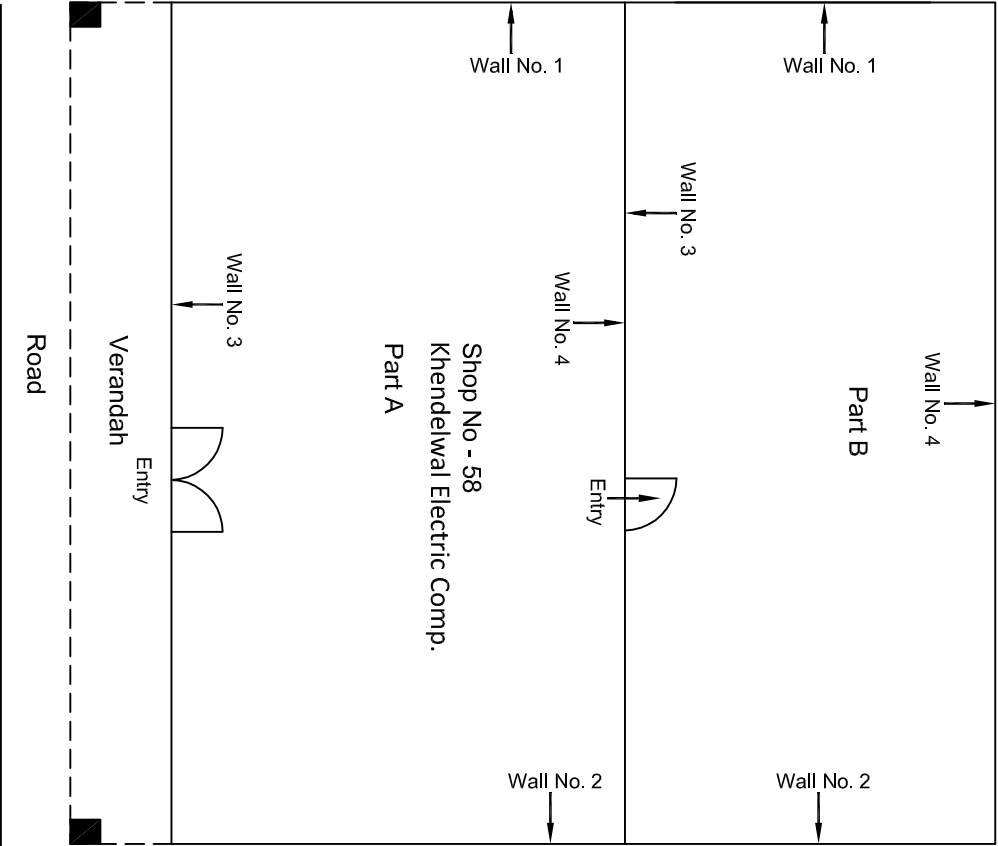 Wall No. 1
Wall No. 1
Wall No. 3
Wall No. 3
Wall No. 4
Wall No. 4
Road
Verandah
Entry
Shop No - 58
Khendelwal Electric Comp.
Part A
Part B
Entry
Wall No. 2
Wall No. 2